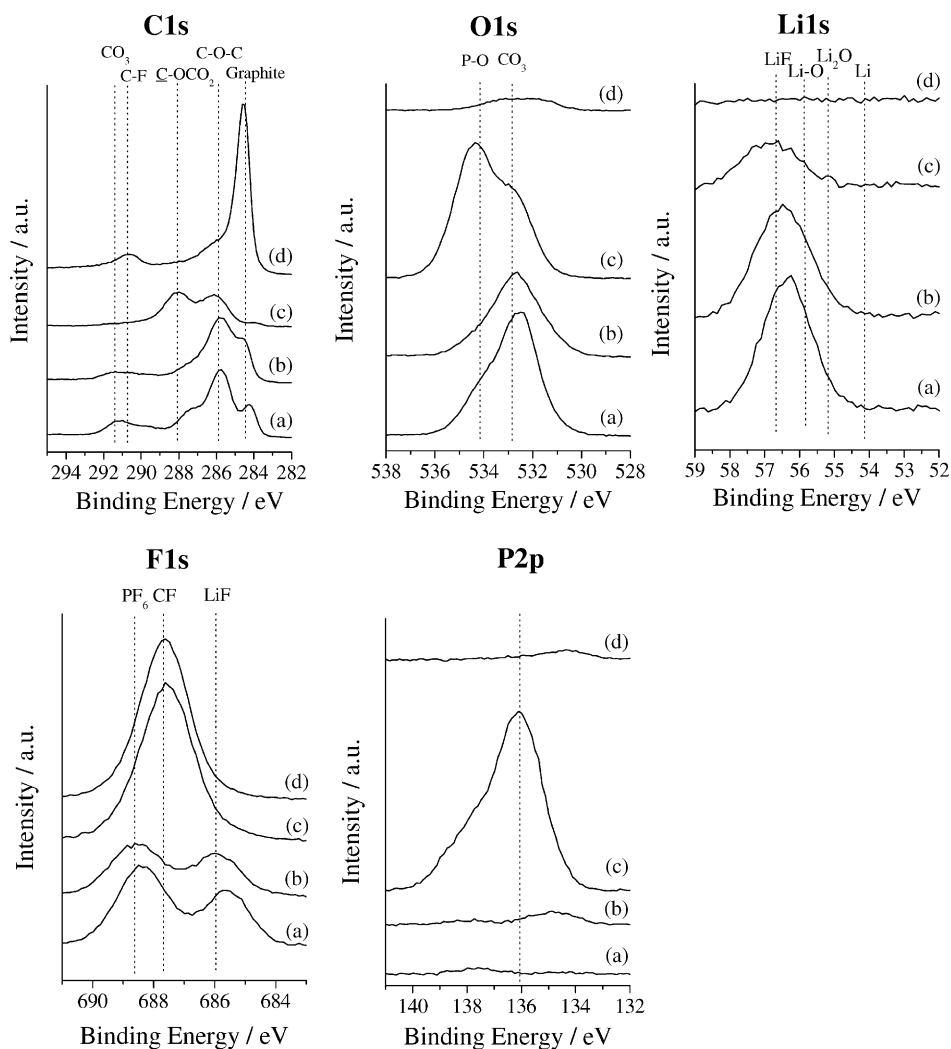 C1s
CO3
C-F
C-OCO2
C-O-C
Graphite
(d)
(c)
(b)
(a)
Intensity / a.u.
294 292 290 288 286 284 282
Binding Energy / eV
O1s
P-O
CO3
(d)
(c)
(b)
(a)
Intensity / a.u.
538 536 534 532 530 528
Binding Energy / eV
Li1s
LiF
Li-O
Li2O
Li
(d)
(c)
(b)
(a)
Intensity / a.u.
59 58 57 56 55 54 53 52
Binding Energy / eV
F1s
PF6 CF LiF
(d)
(c)
(b)
(a)
Intensity / a.u.
690 688 686 684
Binding Energy / eV
P2p
(d)
(c)
(b)
(a)
Intensity / a.u.
140 138 136 134 132
Binding Energy / eV